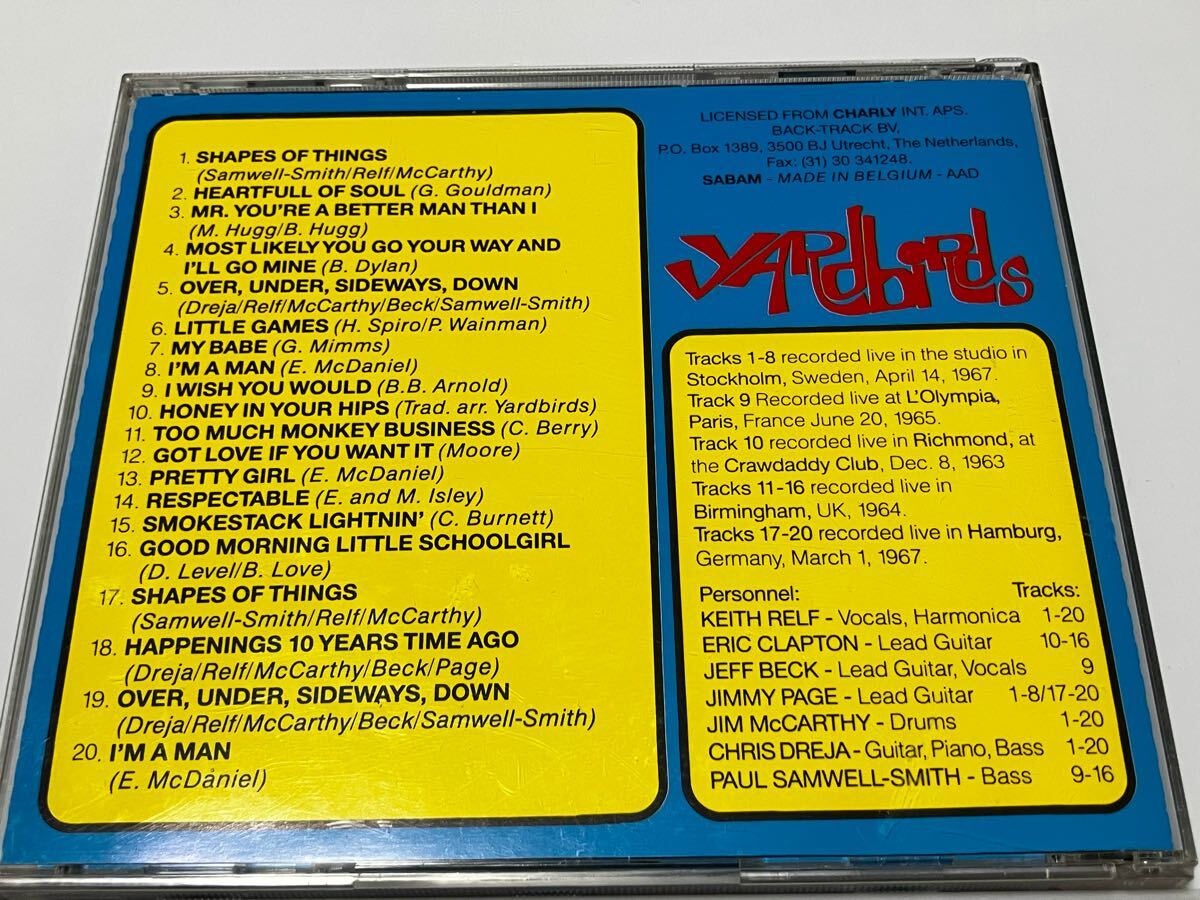 1. SHAPES OF THINGS
(Samwell-Smith/Relf/McCarthy)
2. HEARTFULL OF SOUL (G. Gouldman)
3. MR. YOU'RE A BETTER MAN THAN I
(M. Hugg/B. Hugg)
4. MOST LIKELY YOU GO YOUR WAY AND
I'LL GO MINE (B. Dylan)
5. OVER, UNDER, SIDEWAYS, DOWN
(Dreja/Relf/McCarthy/Beck/Samwell-Smith)
6. LITTLE GAMES (H. Spiro/P. Wainman)
7. MY BABE (G. Mimms)
8. I'M A MAN (E. McDaniel)
9. I WISH YOU WOULD (B.B. Arnold)
10. HONEY IN YOUR HIPS (Trad. arr. Yardbirds)
11. TOO MUCH MONKEY BUSINESS (C. Berry)
12. GOT LOVE IF YOU WANT IT (Moore)
13. PRETTY GIRL (E. McDaniel)
14. RESPECTABLE (E. and M. Isley)
15. SMOKESTACK LIGHTNIN' (C. Burnett)
16. GOOD MORNING LITTLE SCHOOLGIRL
(D. Level/B. Love)
17. SHAPES OF THINGS
(Samwell-Smith/Relf/McCarthy)
18. HAPPENINGS 10 YEARS TIME AGO
(Dreja/Relf/McCarthy/Beck/Page)
19. OVER, UNDER, SIDEWAYS, DOWN
(Dreja/Relf/McCarthy/Beck/Samwell-Smith)
20. I'M A MAN
(E. McDaniel)
LICENSED FROM CHARLY INT. APS.
BACK-TRACK BV,
P.O. Box 1389, 3500 BJ Utrecht, The Netherlands,
Fax: (31) 30 341248.
SABAM - MADE IN BELGIUM - AAD
YARDbIRDs
Tracks 1-8 recorded live in the studio in
Stockholm, Sweden, April 14, 1967.
Track 9 Recorded live at L'Olympia,
Paris, France June 20, 1965.
Track 10 recorded live in Richmond, at
the Crawdaddy Club, Dec. 8, 1963
Tracks 11-16 recorded live in
Birmingham, UK, 1964.
Tracks 17-20 recorded live in Hamburg,
Germany, March 1, 1967.
Personnel: Tracks:
KEITH RELF - Vocals, Harmonica 1-20
ERIC CLAPTON - Lead Guitar 10-16
JEFF BECK - Lead Guitar, Vocals 9
JIMMY PAGE - Lead Guitar 1-8/17-20
JIM McCARTHY - Drums 1-20
CHRIS DREJA - Guitar, Piano, Bass 1-20
PAUL SAMWELL-SMITH - Bass 9-16